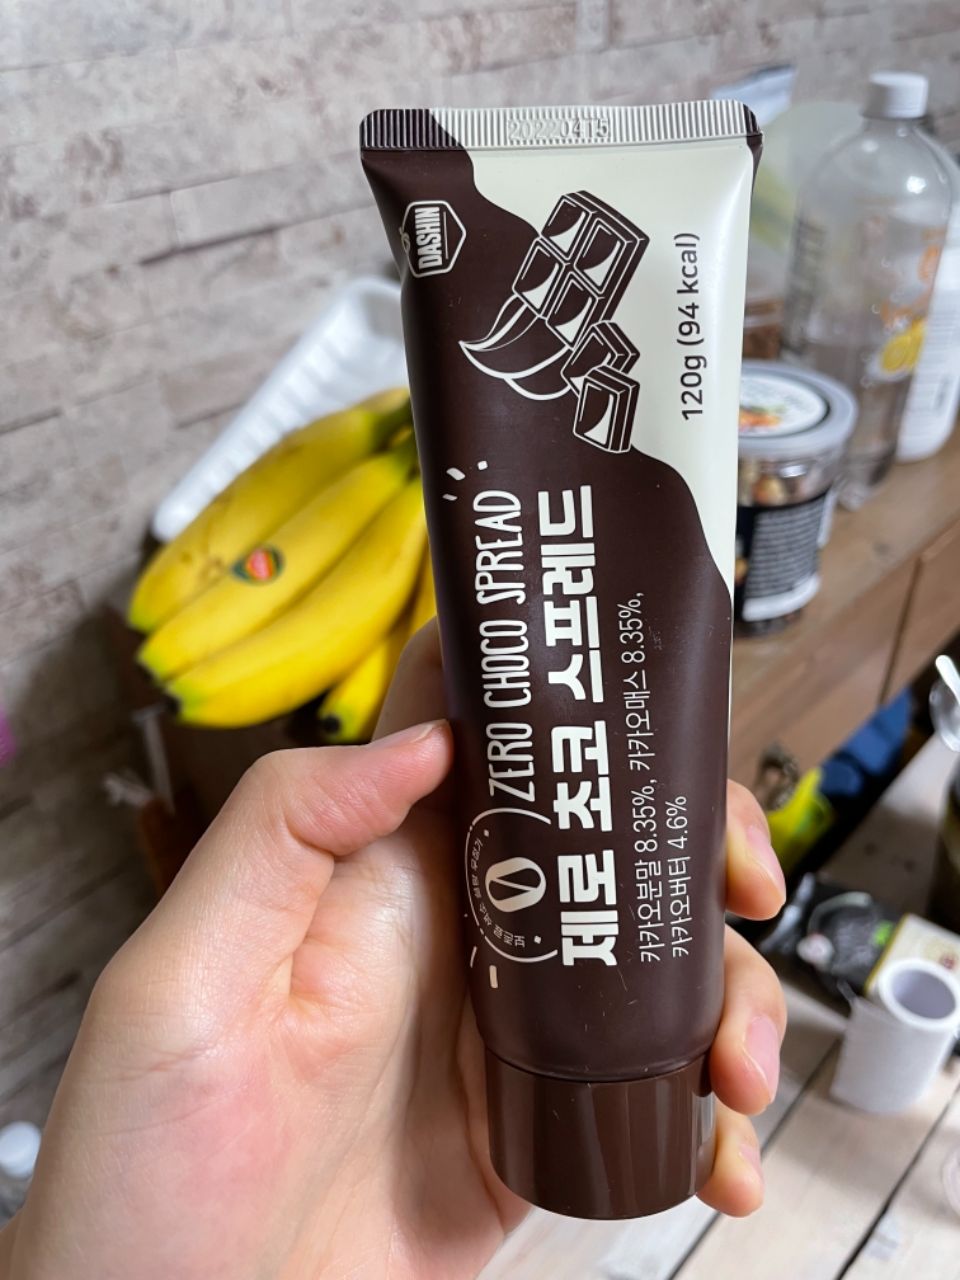 20220415
DASHIN
120g (94 kcal)
ZERO CHOCO SPREAD
0
제로 초코 스프레드
카카오분말 8.35%, 카카오매스 8.35%,
카카오버터 4.6%